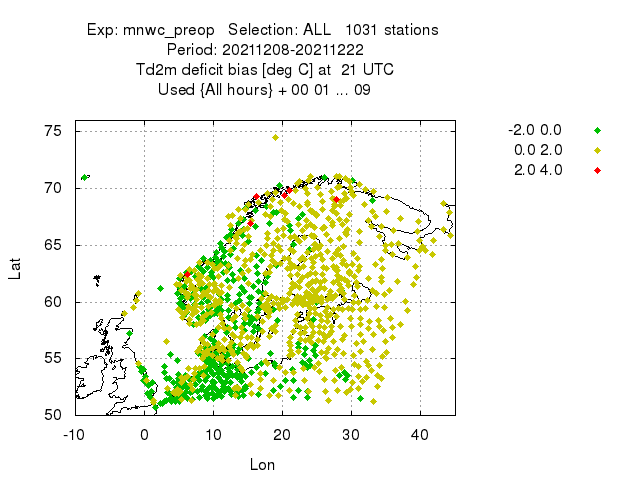 Exp: mnwc_preop   Selection: ALL   1031 stations
Period: 20211208-20211222
Td2m deficit bias [deg C] at  21 UTC
Used {All hours} + 00 01 ... 09
-2.0 0.0
0.0 2.0
2.0 4.0
75
70
65
60
55
50
Lat
-10 0 10 20 30 40
Lon